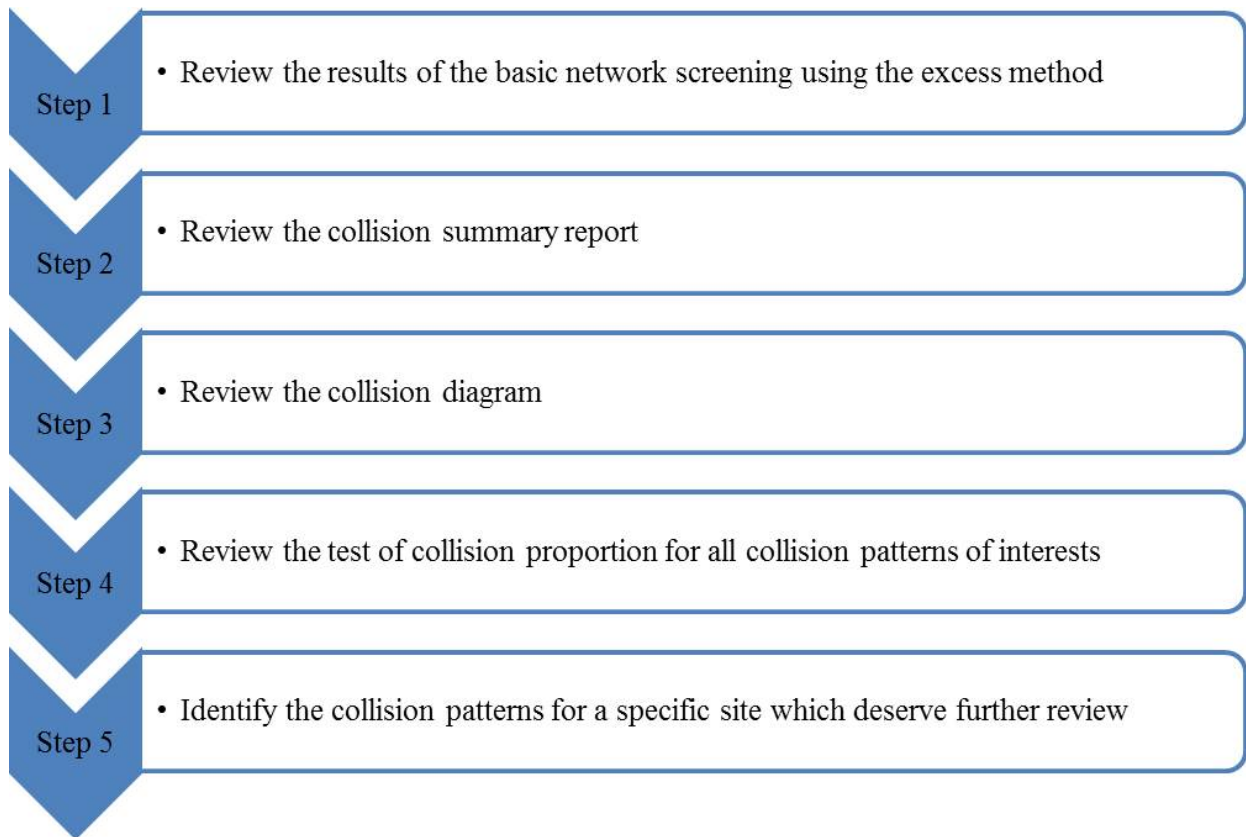 Step 1
• Review the results of the basic network screening using the excess method
Step 2
• Review the collision summary report
Step 3
• Review the collision diagram
Step 4
• Review the test of collision proportion for all collision patterns of interests
Step 5
• Identify the collision patterns for a specific site which deserve further review